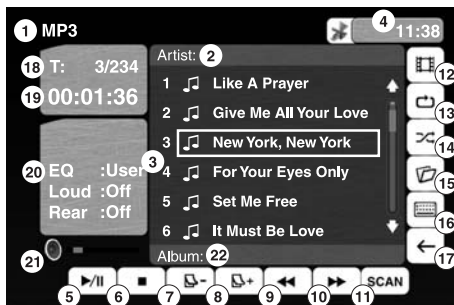 1 MP3
4 11:38
18 T: 3/234
19 00:01:36
Artist: 2
1 Like A Prayer
2 Give Me All Your Love
3 New York, New York
3
4 For Your Eyes Only
5 Set Me Free
6 It Must Be Love
Album: 22
20 EQ :User
Loud :Off
Rear :Off
21
12
13
14
15
16
17
- +
SCAN
5 6 7 8 9 10 11